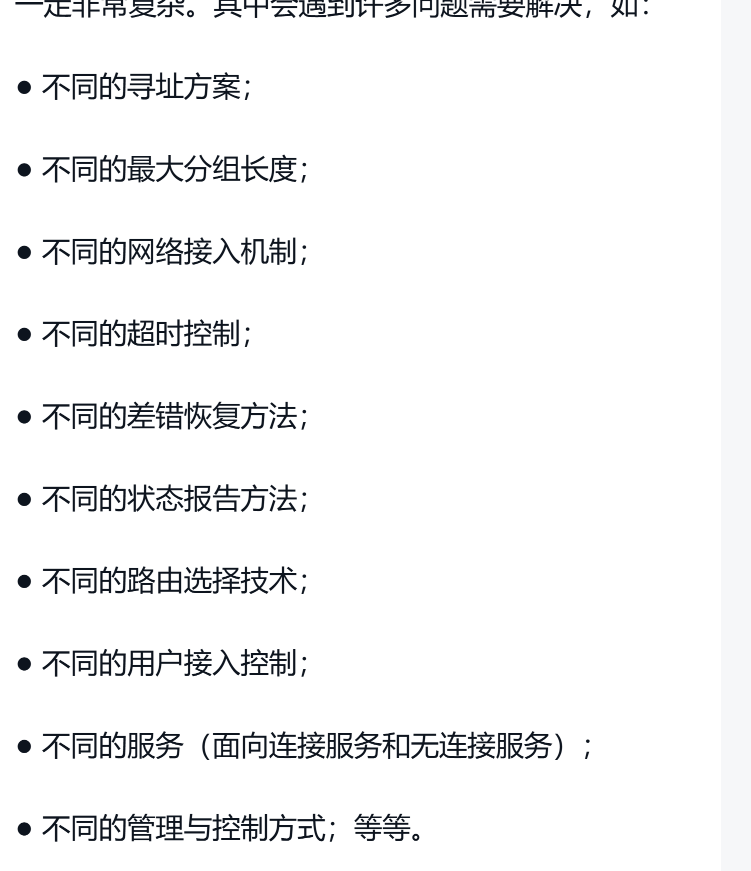 一定非常复杂。其中会遇到许多问题需要解决，如：
● 不同的寻址方案；
● 不同的最大分组长度；
● 不同的网络接入机制；
● 不同的超时控制；
● 不同的差错恢复方法；
● 不同的状态报告方法；
● 不同的路由选择技术；
● 不同的用户接入控制；
● 不同的服务（面向连接服务和无连接服务）；
● 不同的管理与控制方式；等等。